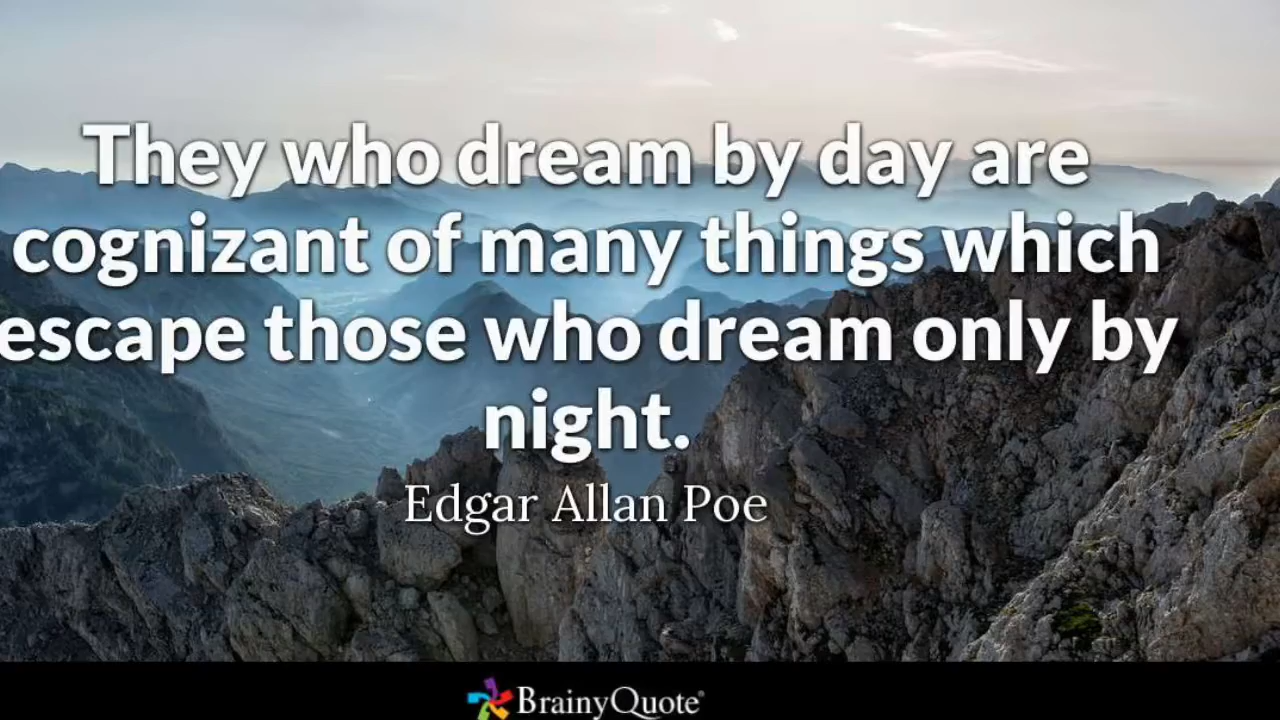 They who dream by day are
cognizant of many things which
escape those who dream only by
night.
Edgar Allan Poe
BrainyQuote®